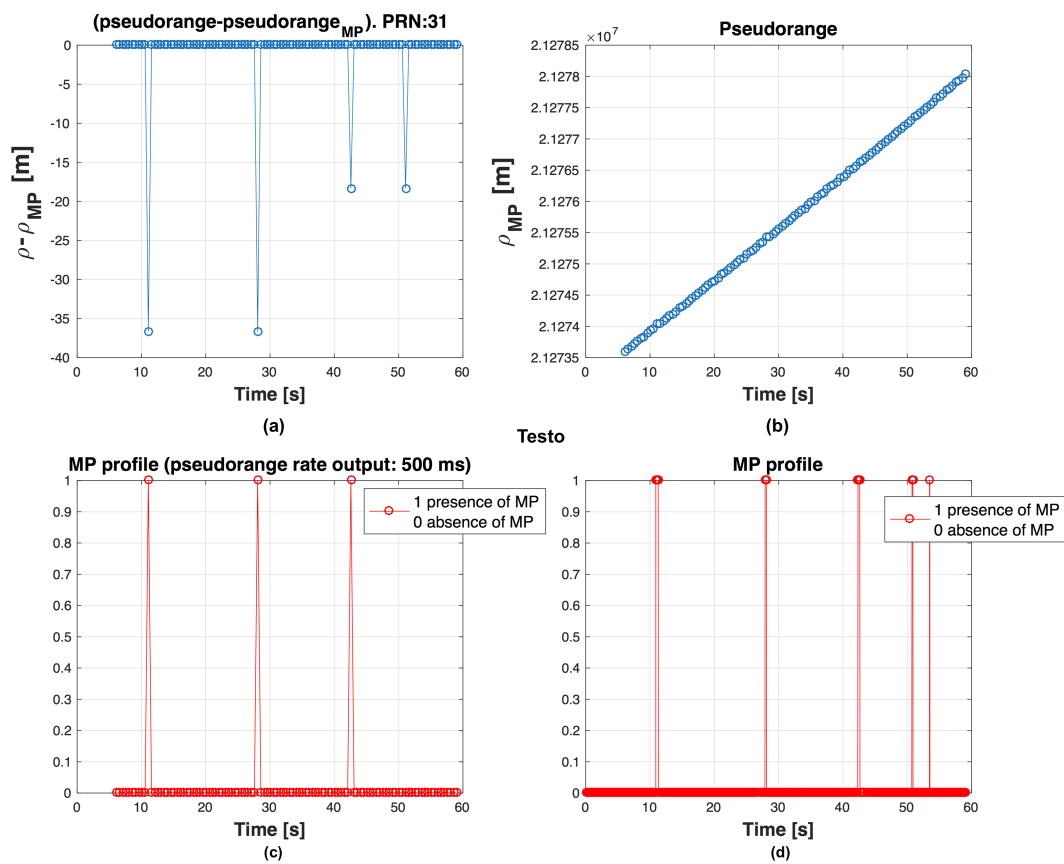 (pseudorange-pseudorange_MP). PRN:31
0
-5
-10
-15
-20
-25
-30
-35
-40
ρ - ρ_MP [m]
0 10 20 30 40 50 60
Time [s]
(a)
×10^7
Pseudorange
2.12785
2.1278
2.12775
2.1277
2.12765
2.1276
2.12755
2.1275
2.12745
2.1274
2.12735
ρ_MP [m]
0 10 20 30 40 50 60
Time [s]
(b)
Testo
MP profile (pseudorange rate output: 500 ms)
1
0.9
0.8
0.7
0.6
0.5
0.4
0.3
0.2
0.1
0
1 presence of MP
0 absence of MP
0 10 20 30 40 50 60
Time [s]
(c)
MP profile
1
0.9
0.8
0.7
0.6
0.5
0.4
0.3
0.2
0.1
0
1 presence of MP
0 absence of MP
0 10 20 30 40 50 60
Time [s]
(d)